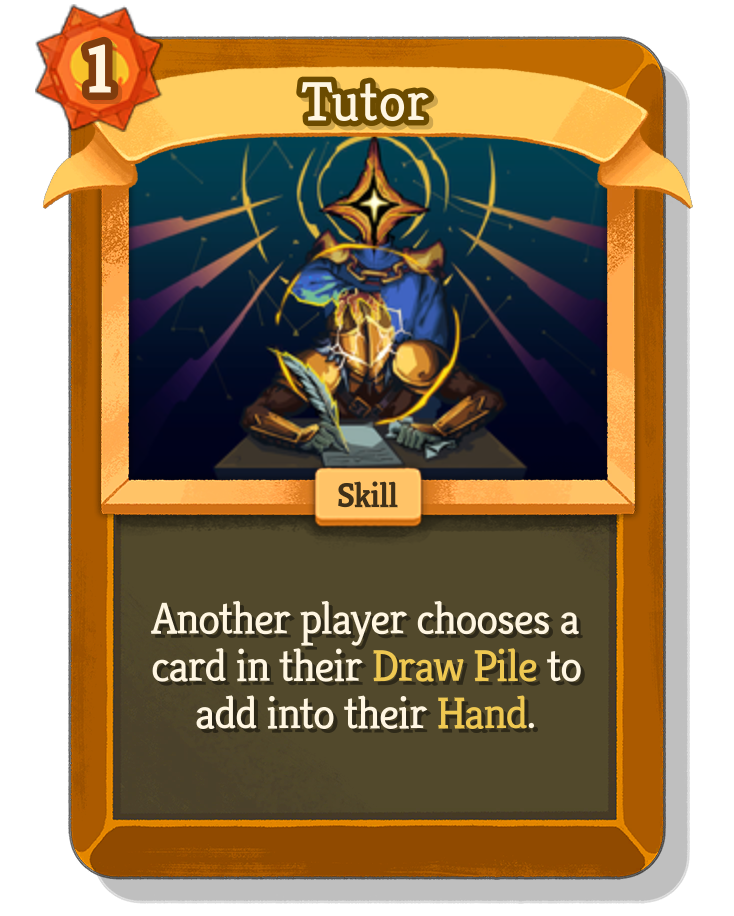 1
Tutor
Skill
Another player chooses a
card in their Draw Pile to
add into their Hand.